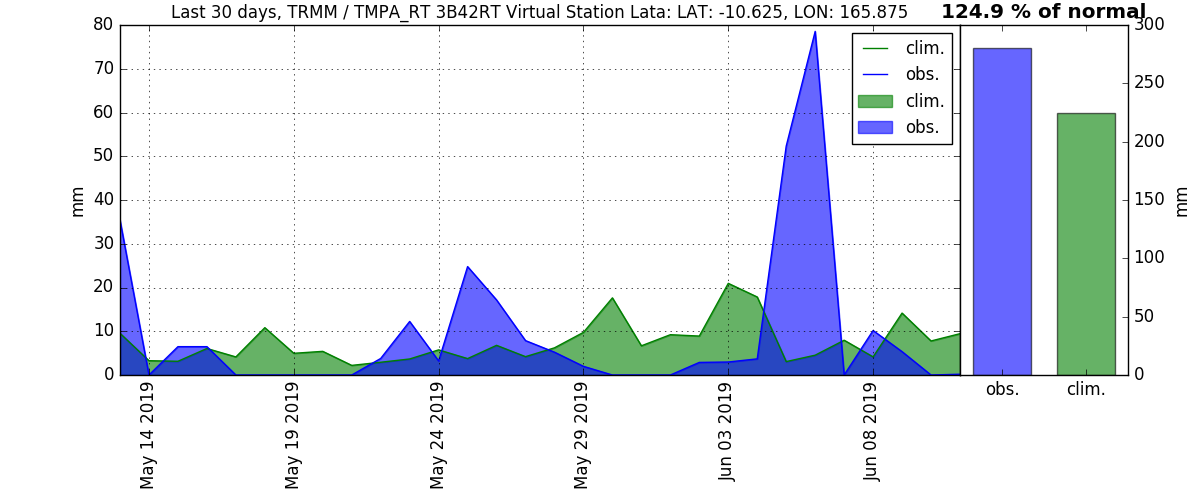 Last 30 days, TRMM / TMPA_RT 3B42RT Virtual Station Lata: LAT: -10.625, LON: 165.875
124.9 % of normal
mm
80
70
60
50
40
30
20
10
0
clim.
obs.
clim.
obs.
May 14 2019
May 19 2019
May 24 2019
May 29 2019
Jun 03 2019
Jun 08 2019
300
250
200
150
100
50
0
mm
obs.
clim.